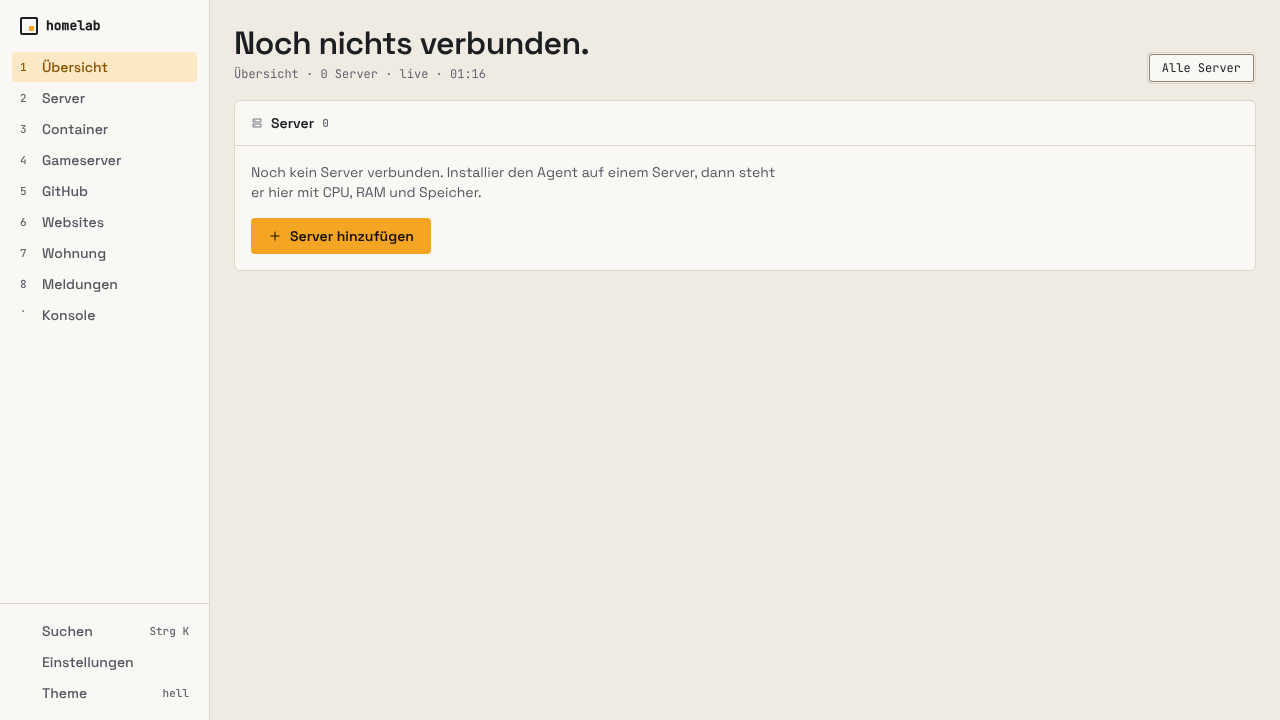 homelab
1 Übersicht
2 Server
3 Container
4 Gameserver
5 GitHub
6 Websites
7 Wohnung
8 Meldungen
` Konsole
Suchen Strg K
Einstellungen
Theme hell
Noch nichts verbunden.
Übersicht · 0 Server · live · 01:16
Alle Server
Server 0
Noch kein Server verbunden. Installier den Agent auf einem Server, dann steht
er hier mit CPU, RAM und Speicher.
+ Server hinzufügen